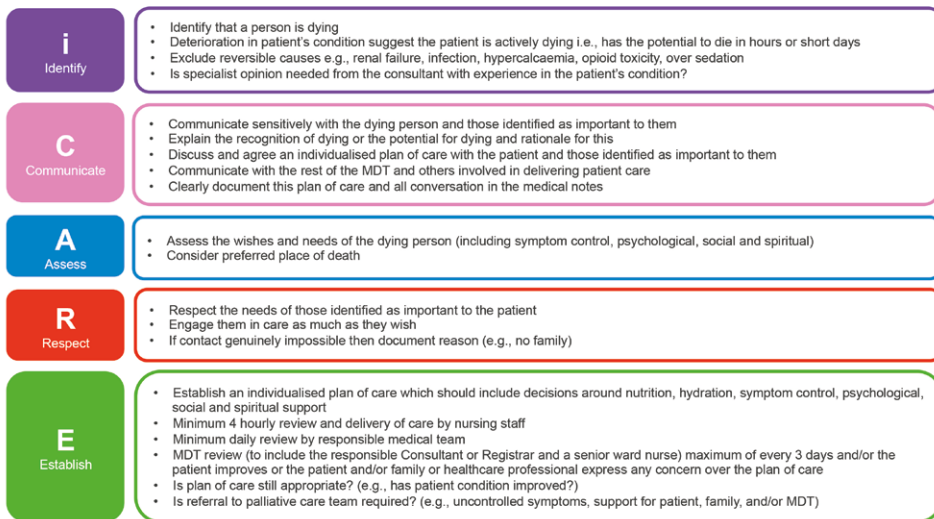 i
Identify
• Identify that a person is dying
• Deterioration in patient's condition suggest the patient is actively dying i.e., has the potential to die in hours or short days
• Exclude reversible causes e.g., renal failure, infection, hypercalcaemia, opioid toxicity, over sedation
• Is specialist opinion needed from the consultant with experience in the patient's condition?
C
Communicate
• Communicate sensitively with the dying person and those identified as important to them
• Explain the recognition of dying or the potential for dying and rationale for this
• Discuss and agree an individualised plan of care with the patient and those identified as important to them
• Communicate with the rest of the MDT and others involved in delivering patient care
• Clearly document this plan of care and all conversation in the medical notes
A
Assess
• Assess the wishes and needs of the dying person (including symptom control, psychological, social and spiritual)
• Consider preferred place of death
R
Respect
• Respect the needs of those identified as important to the patient
• Engage them in care as much as they wish
• If contact genuinely impossible then document reason (e.g., no family)
E
Establish
• Establish an individualised plan of care which should include decisions around nutrition, hydration, symptom control, psychological,
social and spiritual support
• Minimum 4 hourly review and delivery of care by nursing staff
• Minimum daily review by responsible medical team
• MDT review (to include the responsible Consultant or Registrar and a senior ward nurse) maximum of every 3 days and/or the
patient improves or the patient and/or family or healthcare professional express any concern over the plan of care
• Is plan of care still appropriate? (e.g., has patient condition improved?)
• Is referral to palliative care team required? (e.g., uncontrolled symptoms, support for patient, family, and/or MDT)